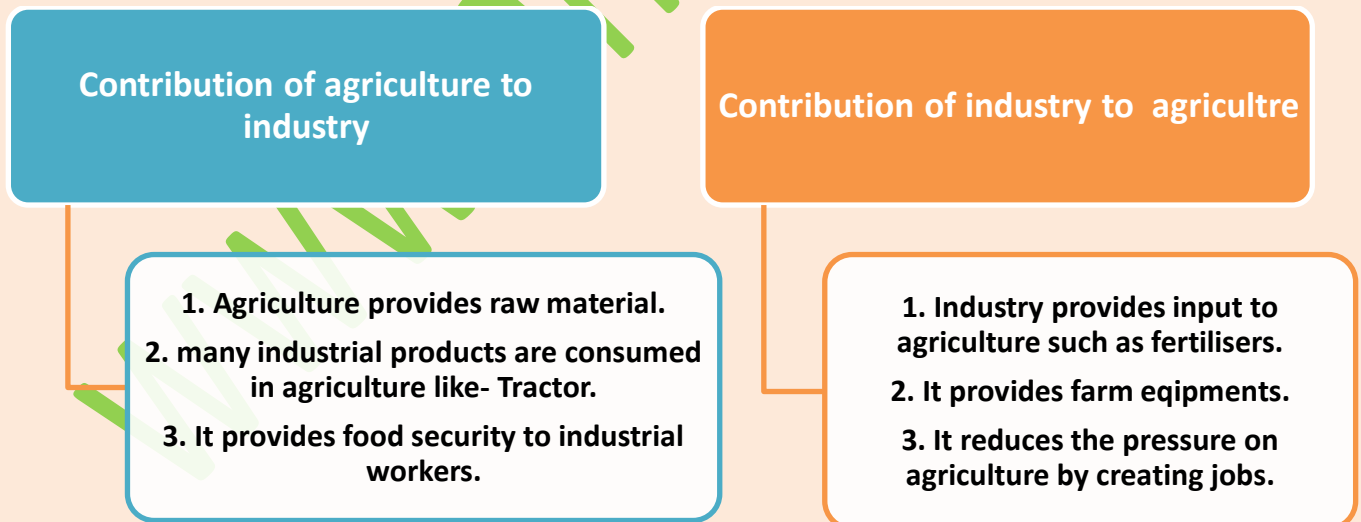 Contribution of agriculture to
industry
1. Agriculture provides raw material.
2. many industrial products are consumed
in agriculture like- Tractor.
3. It provides food security to industrial
workers.
Contribution of industry to agricultre
1. Industry provides input to
agriculture such as fertilisers.
2. It provides farm eqipments.
3. It reduces the pressure on
agriculture by creating jobs.